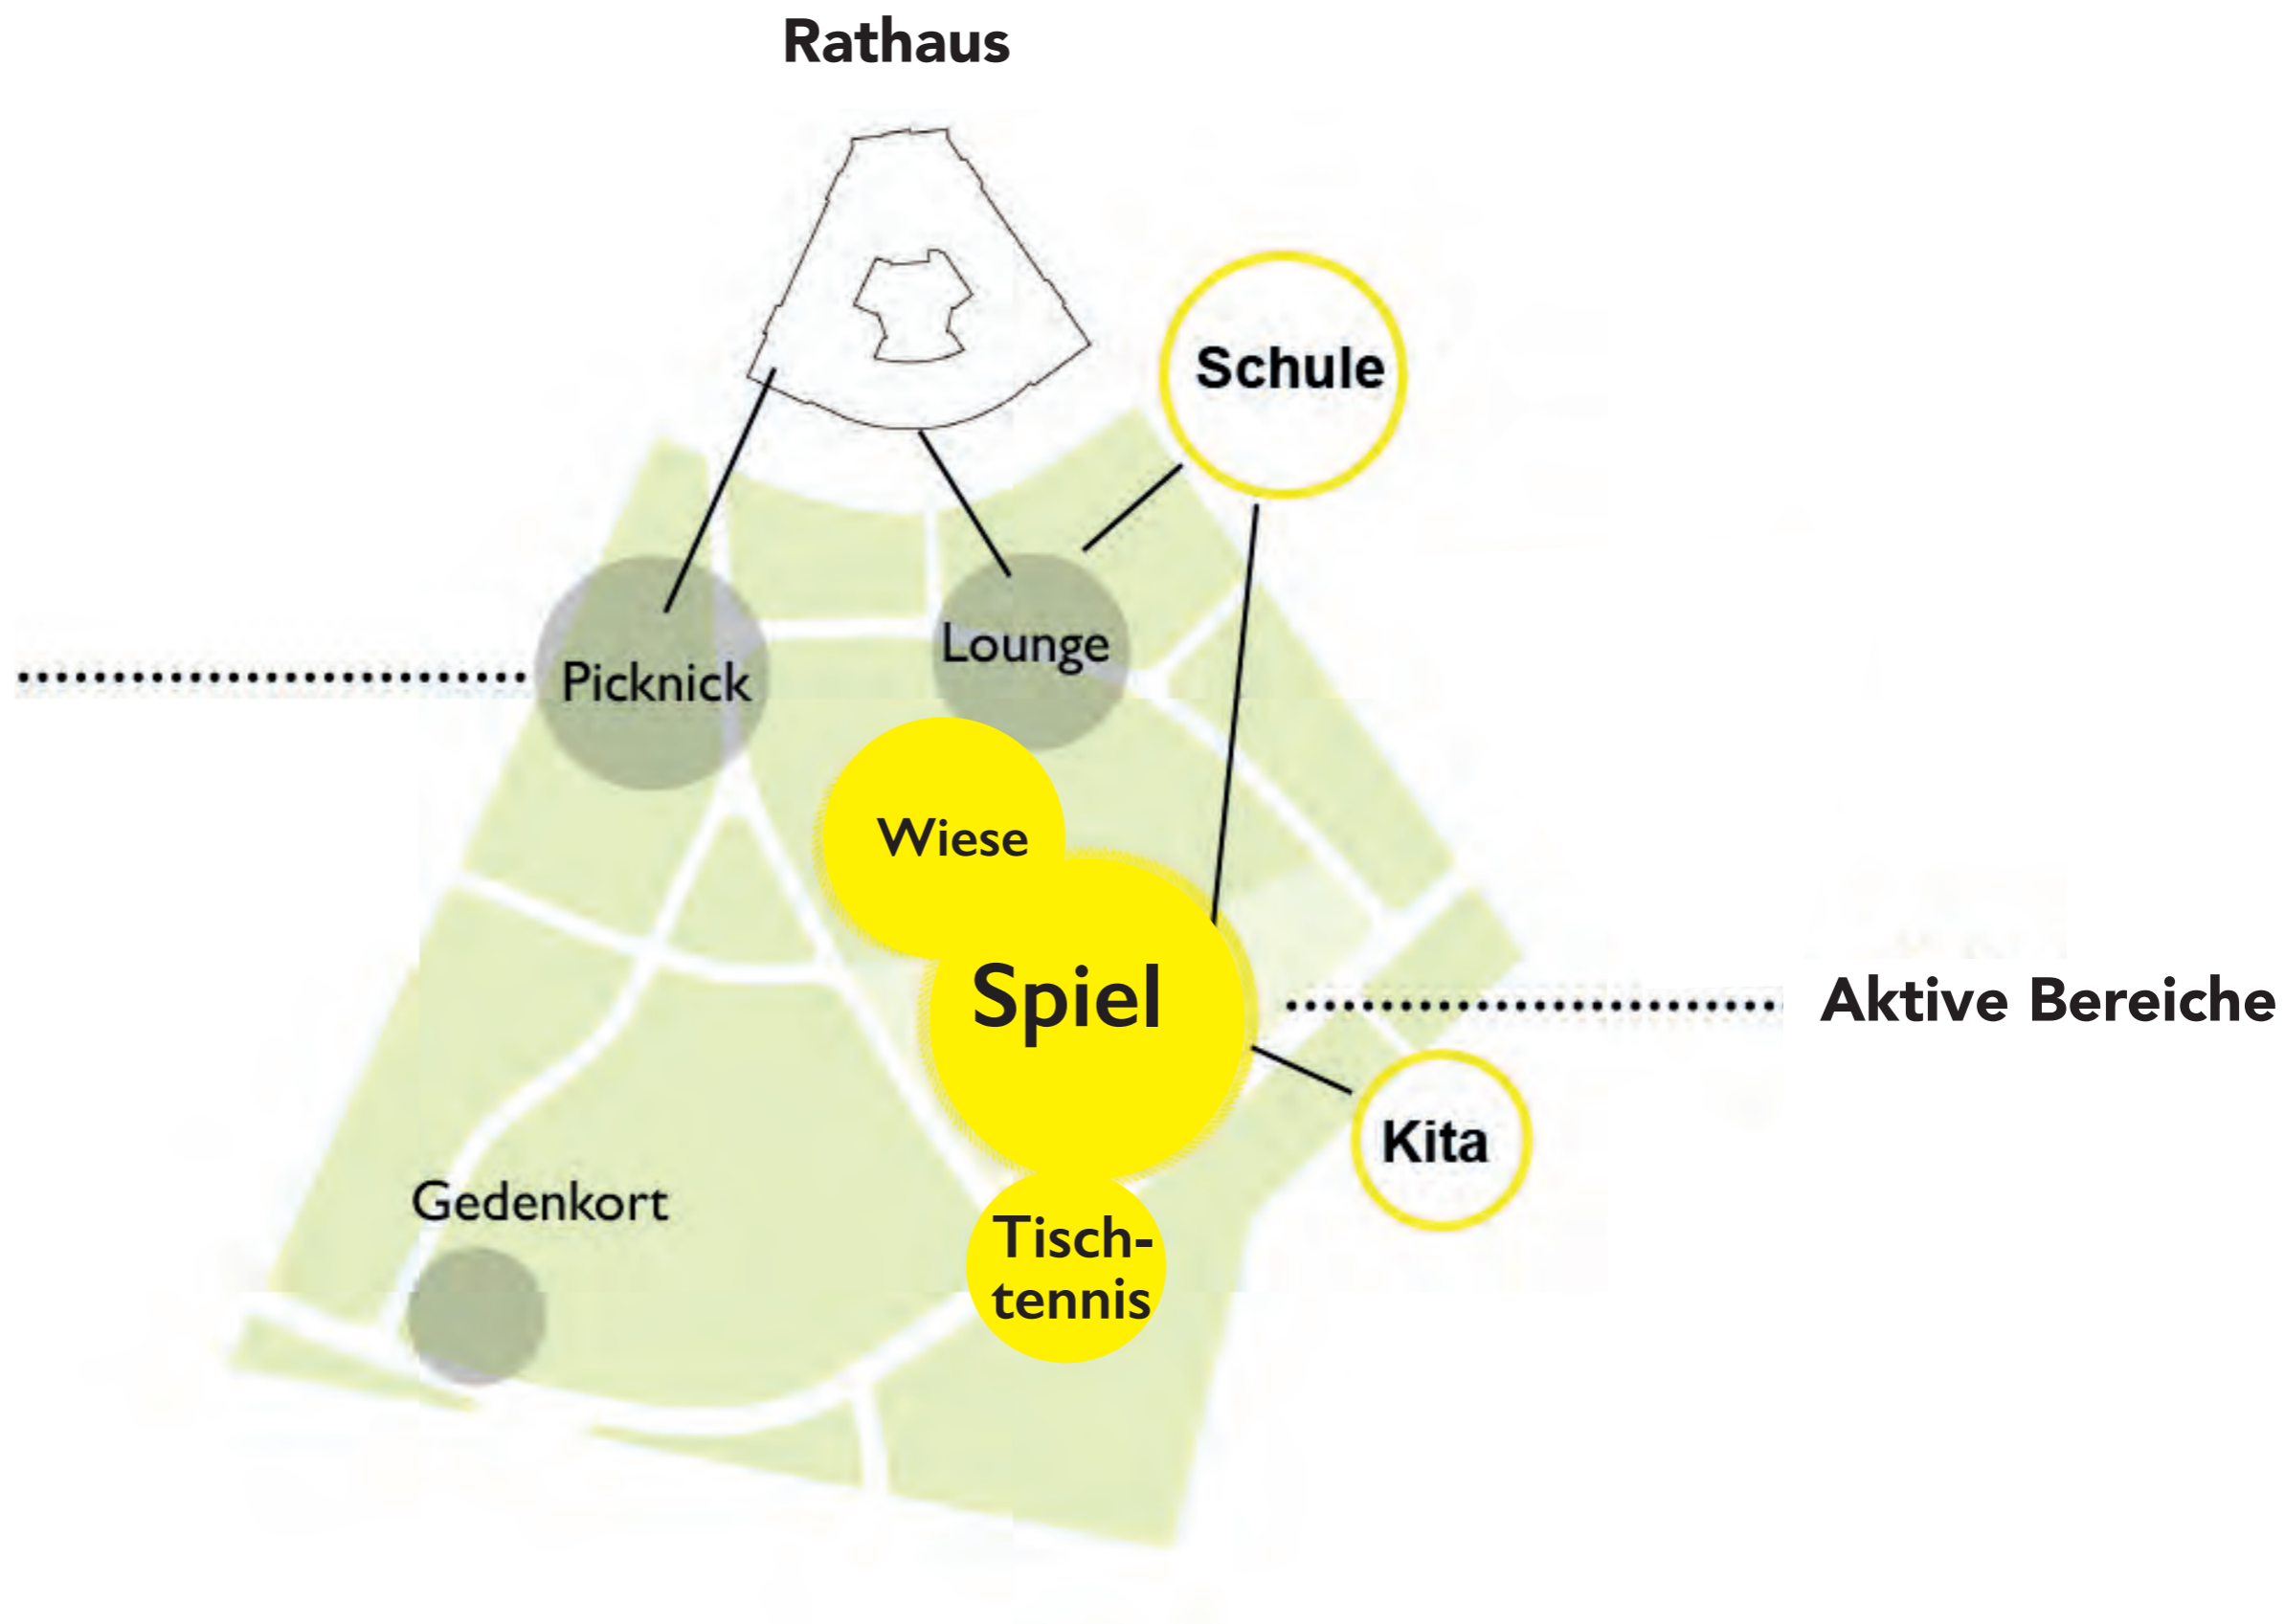 Rathaus
Schule
Lounge
Picknick
Wiese
Spiel
Aktive Bereiche
Kita
Gedenkort
Tisch-
tennis